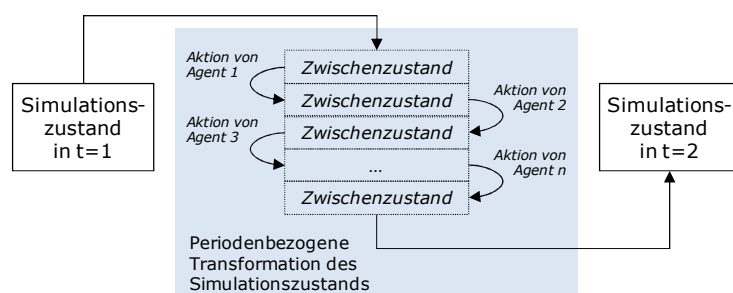 Simulations-
zustand
in t=1
Aktion von
Agent 1
Zwischenzustand
Zwischenzustand
Aktion von
Agent 2
Aktion von
Agent 3
Zwischenzustand
...
Aktion von
Agent n
Zwischenzustand
Periodenbezogene
Transformation des
Simulationszustands
Simulations-
zustand
in t=2